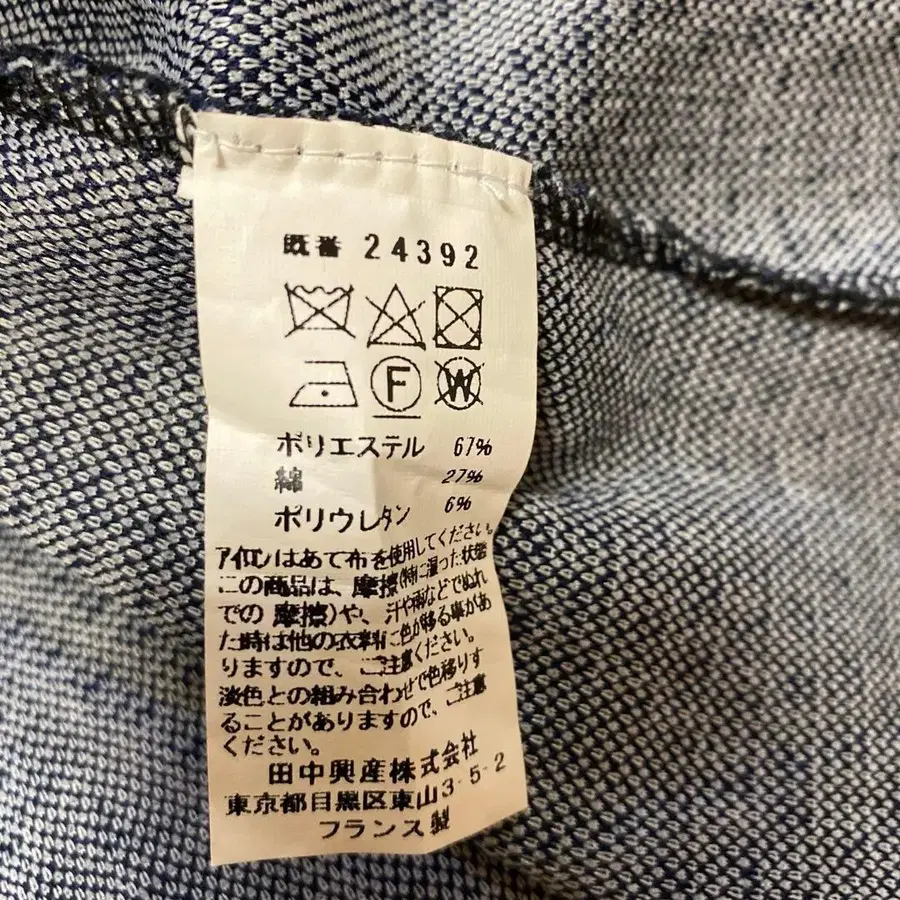 既番 24392
F W
ポリエステル 67%
綿 27%
ポリウレタン 6%
アイロンはあて布を使用してください。
この商品は、摩擦(特に湿った状態
での 摩擦)や、汗や雨などでぬれ
た時は他の衣料に色が移る事があ
りますので、ご注意ください。
淡色との組み合わせで色移りす
ることがありますので、ご注意
ください。
田中興産株式会社
東京都目黒区東山3-5-2
フランス製